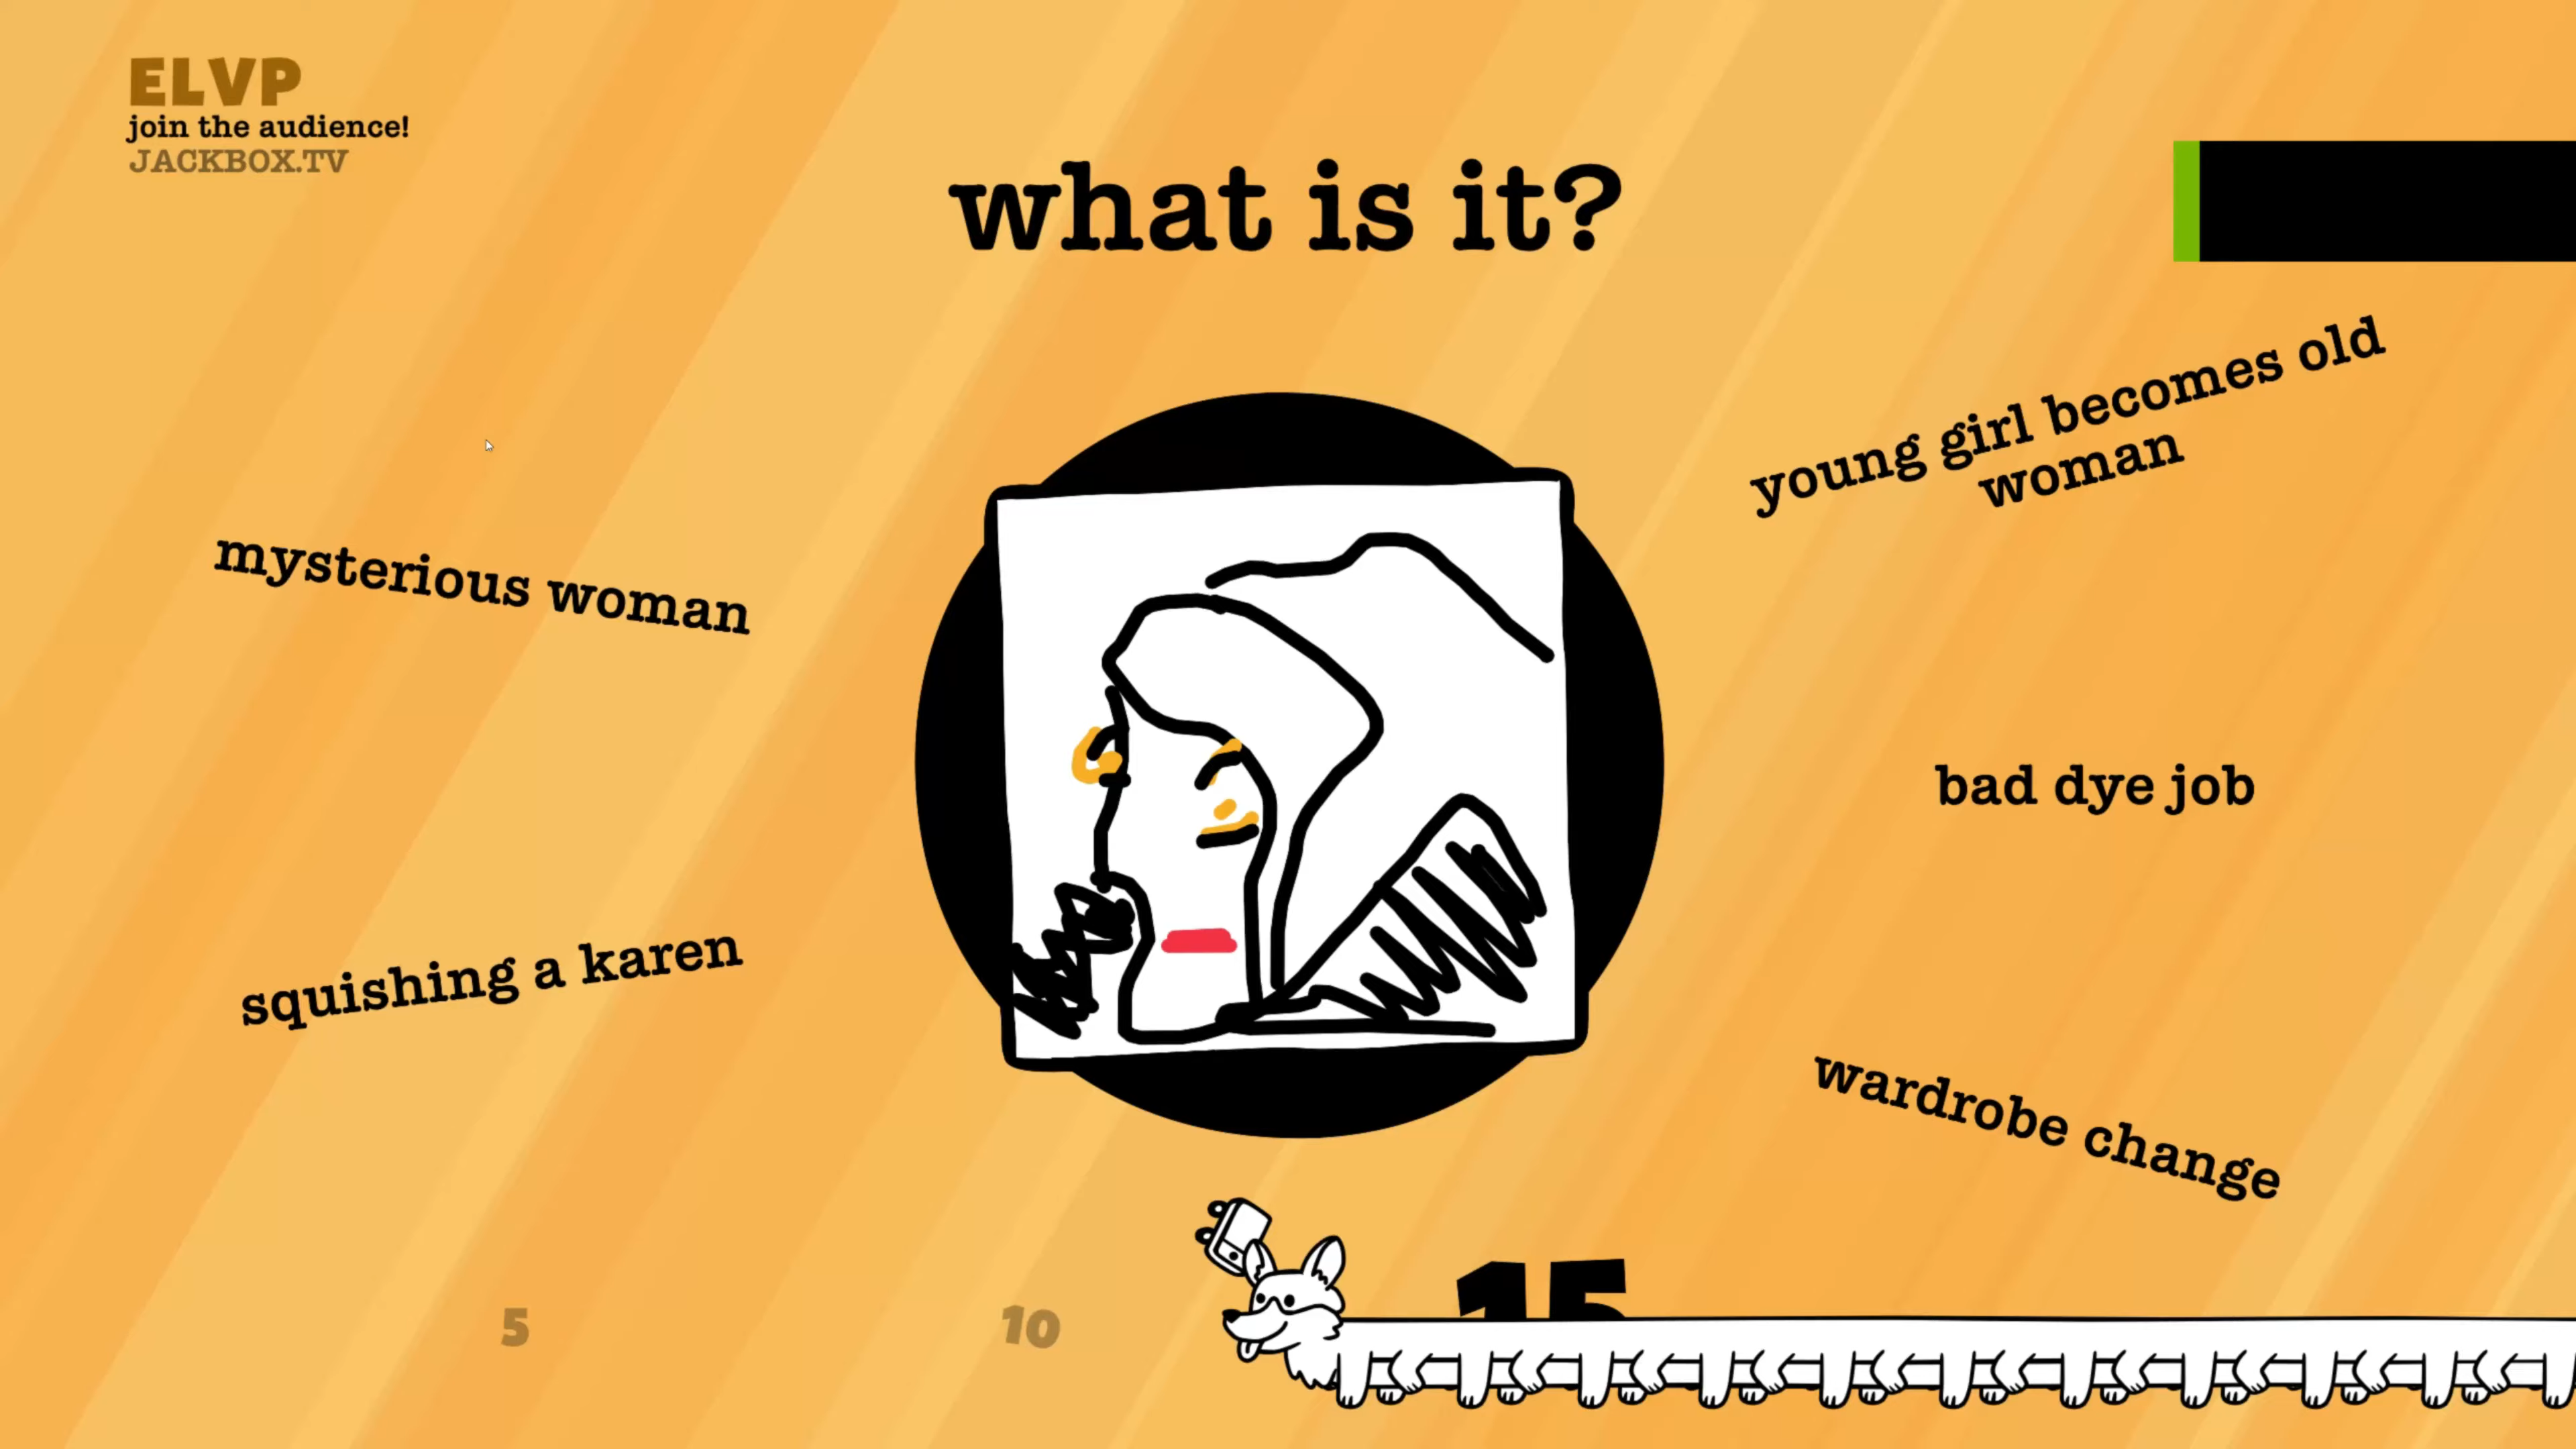 ELVP
join the audience!
JACKBOX.TV
what is it?
young girl becomes old
woman
mysterious woman
bad dye job
squishing a karen
wardrobe change
5
10
15